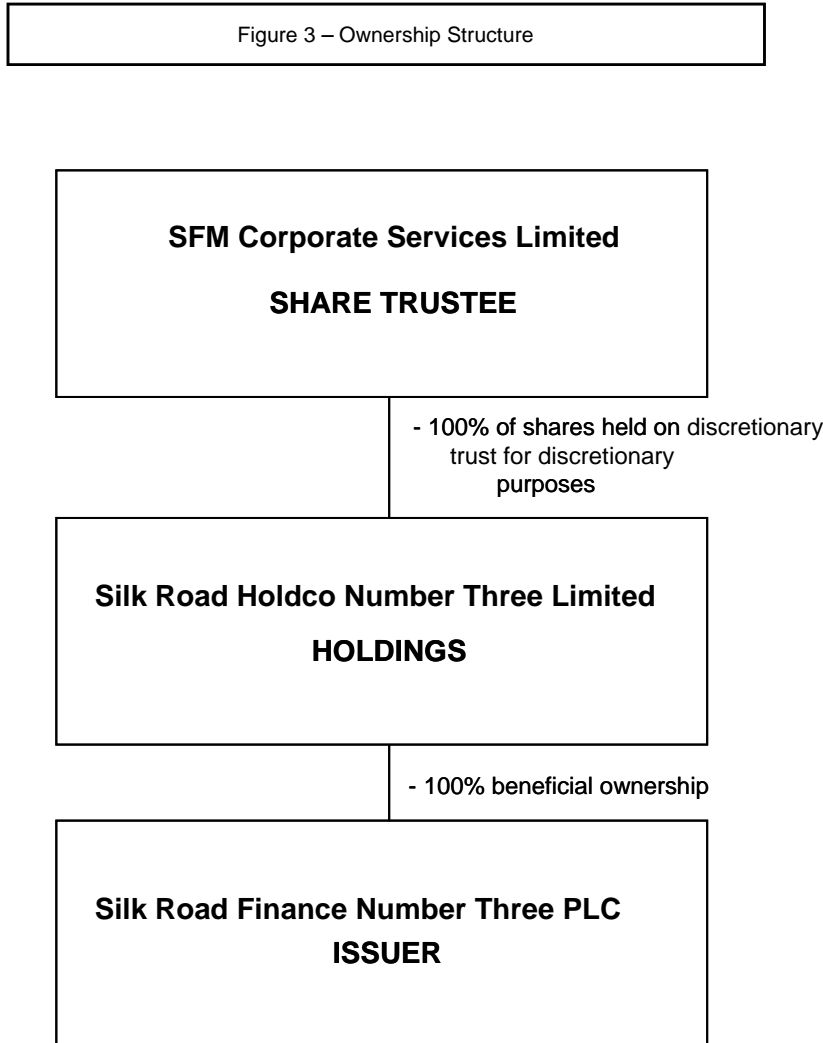 Figure 3 – Ownership Structure
SFM Corporate Services Limited
SHARE TRUSTEE
- 100% of shares held on discretionary
trust for discretionary
purposes
Silk Road Holdco Number Three Limited
HOLDINGS
- 100% beneficial ownership
Silk Road Finance Number Three PLC
ISSUER